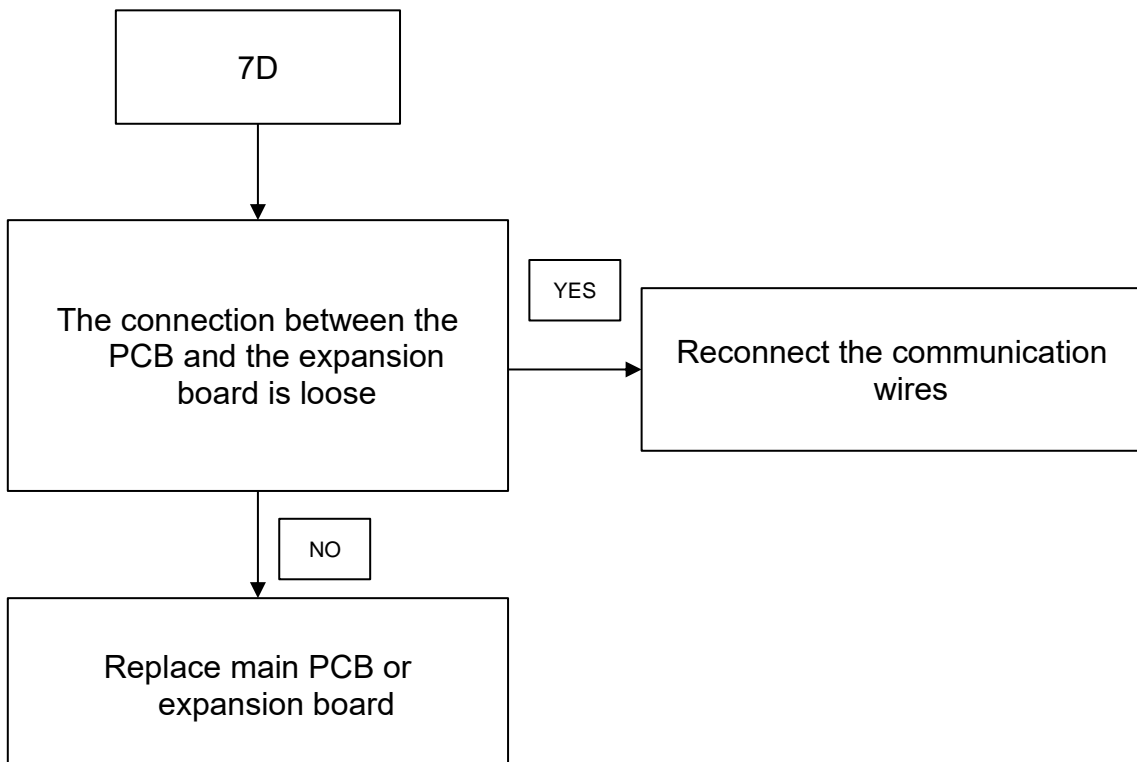 7D
The connection between the
PCB and the expansion
board is loose
YES
Reconnect the communication
wires
NO
Replace main PCB or
expansion board